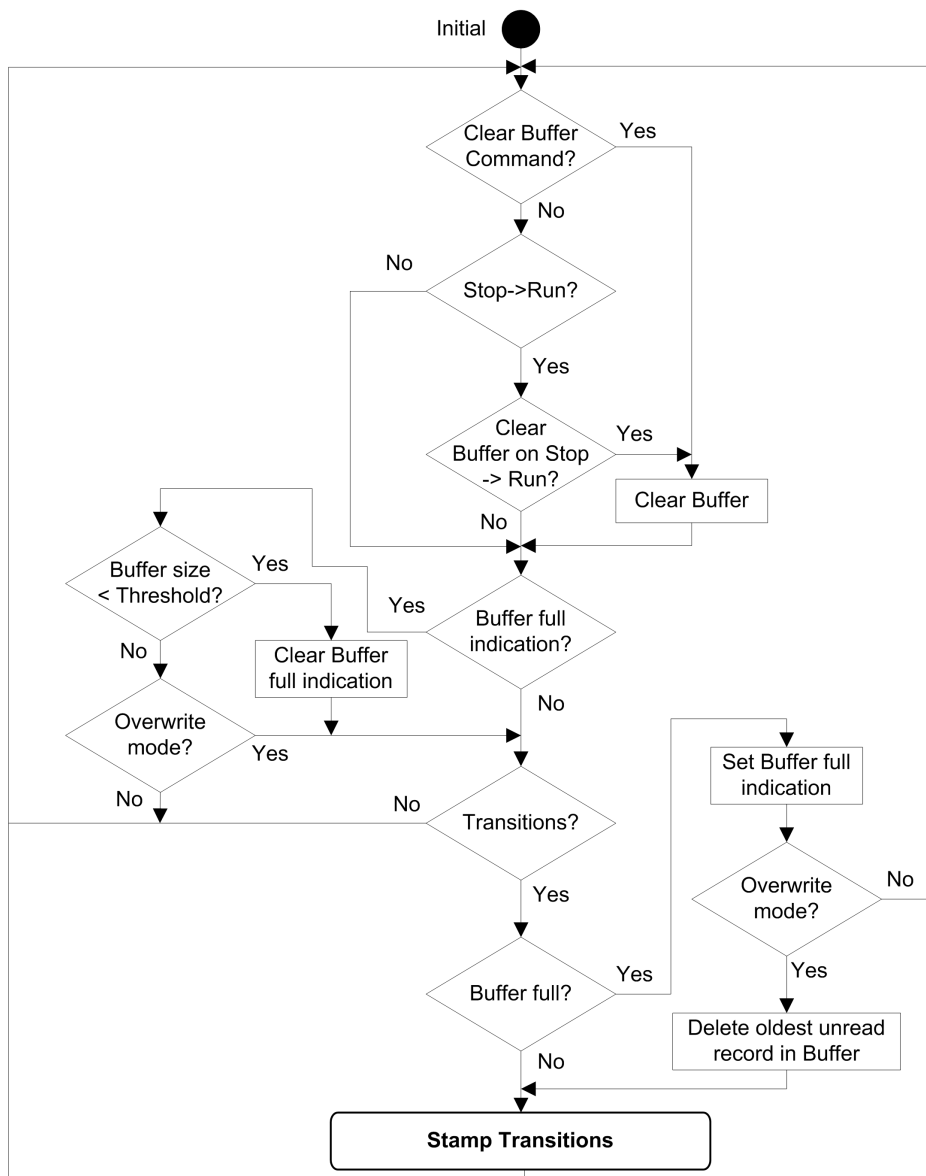 Initial
Clear Buffer
Command?
Yes
No
No
Stop->Run?
Yes
Clear
Buffer on Stop
-> Run?
Yes
Clear Buffer
No
Buffer size
< Threshold?
Yes
Yes
Buffer full
indication?
No
Clear Buffer
full indication
No
Overwrite
mode?
Yes
Set Buffer full
indication
No
No
Transitions?
Overwrite
mode?
No
Yes
Buffer full?
Yes
Yes
Delete oldest unread
record in Buffer
No
Stamp Transitions